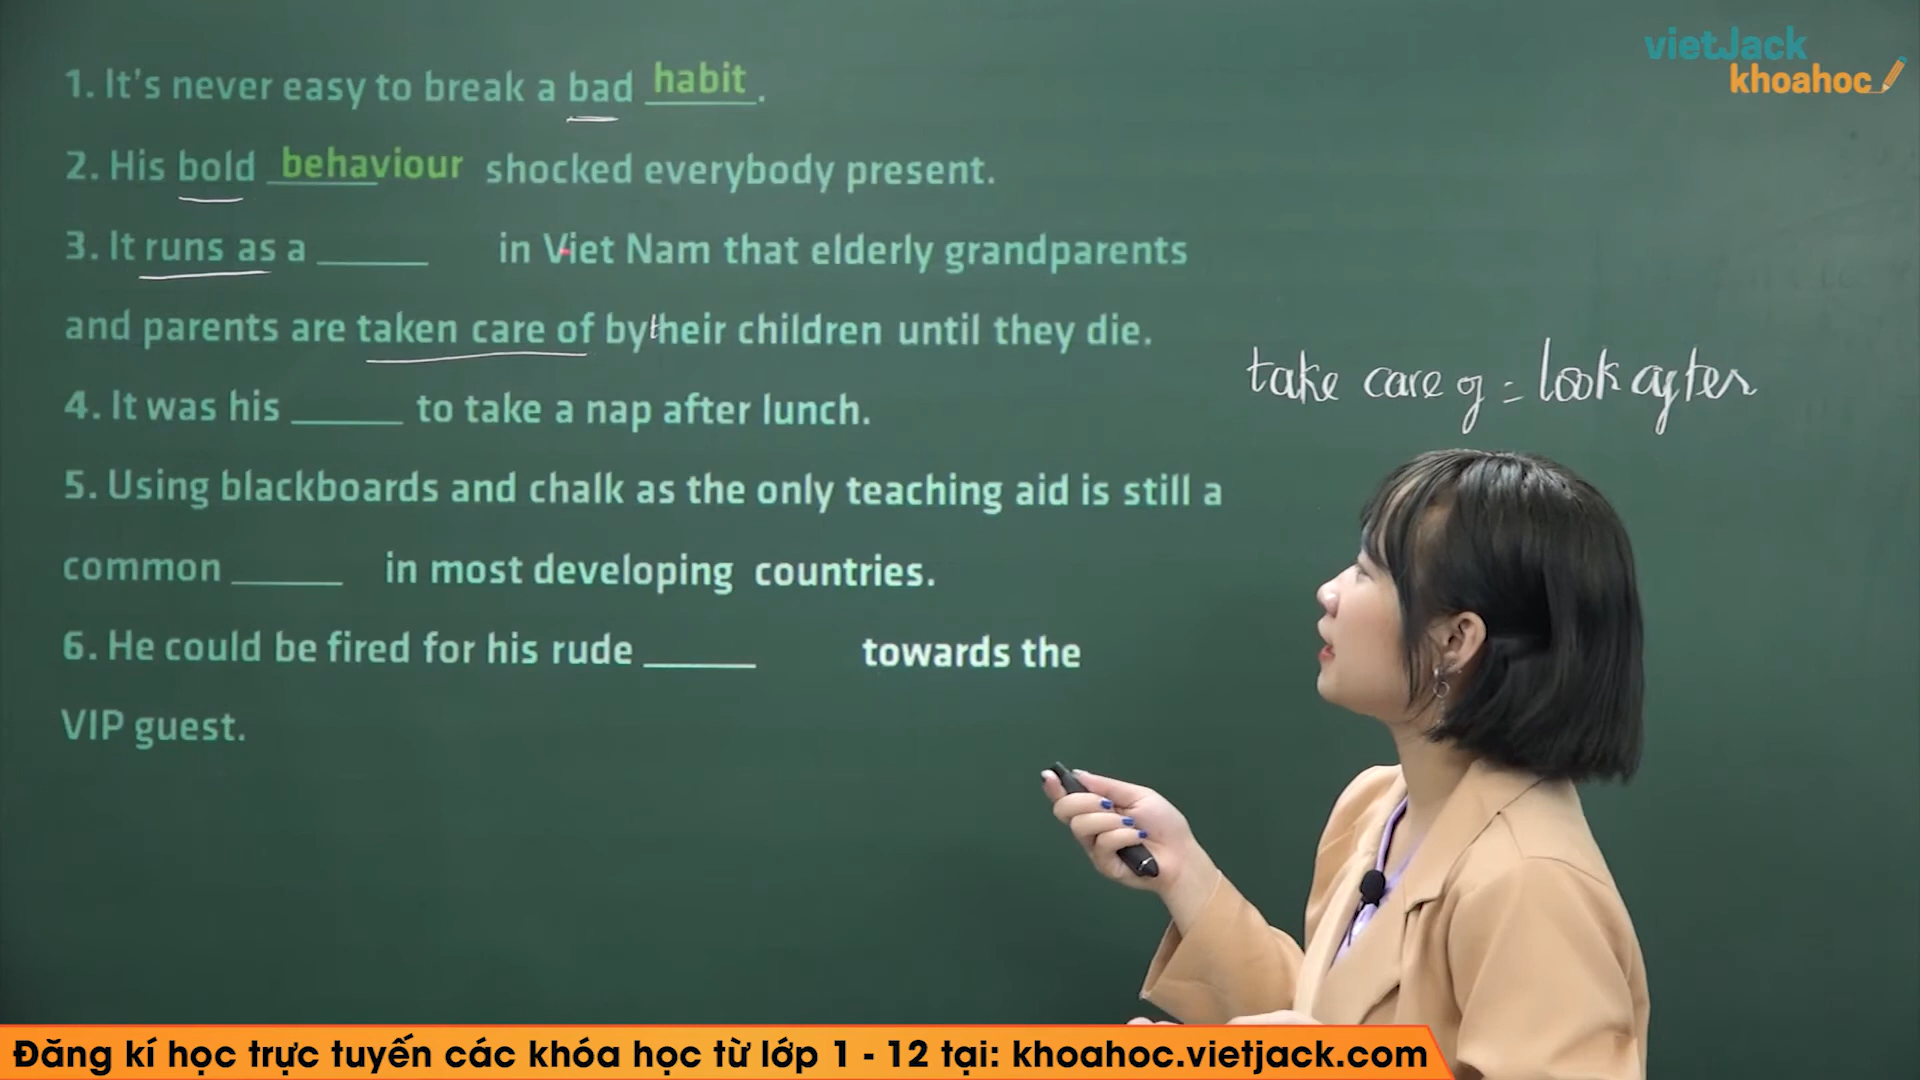 vietJack
khoahoc
1. It's never easy to break a bad habit.
2. His bold behaviour shocked everybody present.
3. It runs as a ______ in Viet Nam that elderly grandparents
and parents are taken care of by their children until they die.
take care of = look after
4. It was his ______ to take a nap after lunch.
5. Using blackboards and chalk as the only teaching aid is still a
common ______ in most developing countries.
6. He could be fired for his rude ______ towards the
VIP guest.
Đăng kí học trực tuyến các khóa học từ lớp 1 - 12 tại: khoahoc.vietjack.com